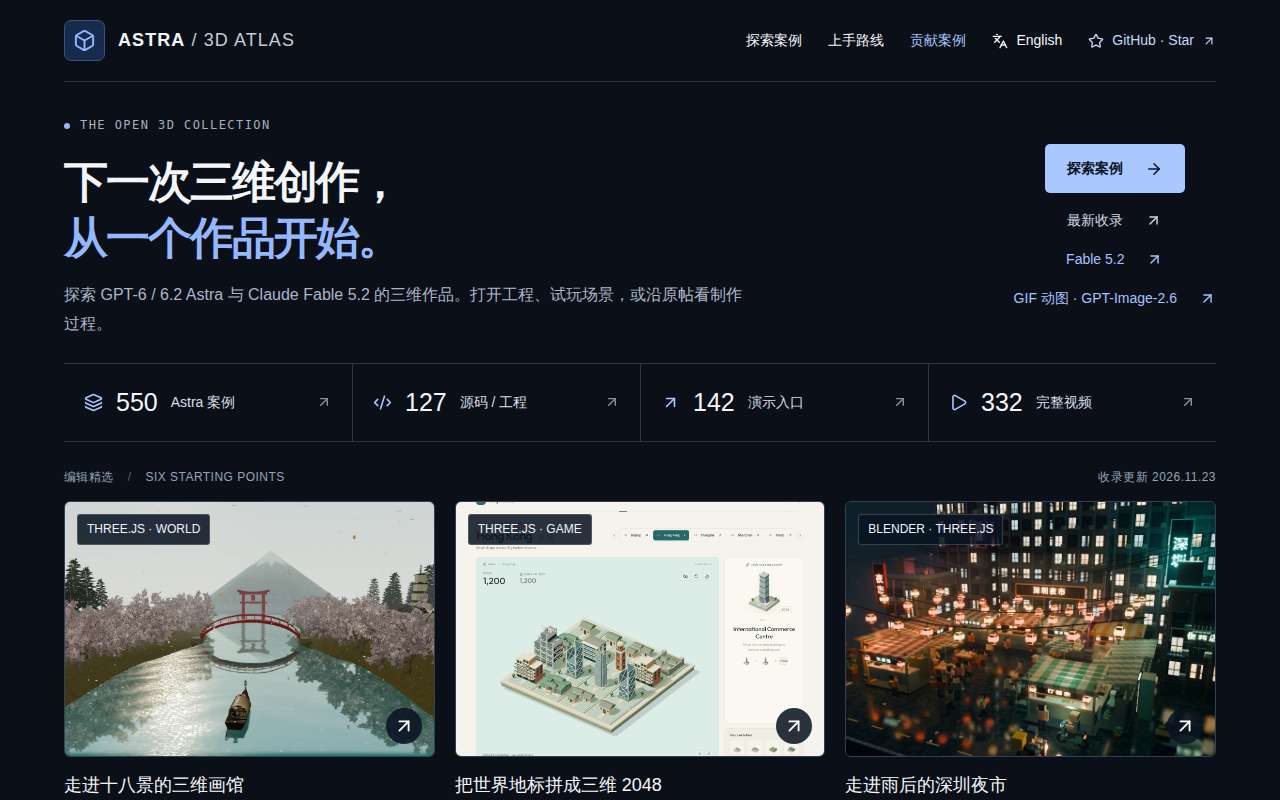 ASTRA / 3D ATLAS
探索案例
上手路线
贡献案例
English
GitHub · Star
THE OPEN 3D COLLECTION
下一次三维创作，
从一个作品开始。
探索 GPT-6 / 6.2 Astra 与 Claude Fable 5.2 的三维作品。打开工程、试玩场景，或沿原帖看制作
过程。
探索案例
最新收录
Fable 5.2
GIF 动图 · GPT-Image-2.6
550 Astra 案例
127 源码 / 工程
142 演示入口
332 完整视频
编辑精选 / SIX STARTING POINTS
收录更新 2026.11.23
THREE.JS · WORLD
THREE.JS · GAME
Hong Kong
1,200
1,200
International Commerce
Centre
BLENDER · THREE.JS
深圳夜市
走进十八景的三维画馆
把世界地标拼成三维 2048
走进雨后的深圳夜市